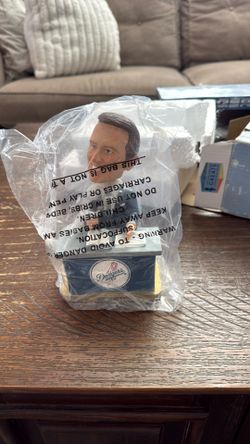 THIS BAG IS NOT A T
CARRIAGES OR PLAY PEN
DO NOT USE IN CRIBS, BEDS,
CHILDREN.
KEEP AWAY FROM BABIES AN
SUFFOCATION.
WARNING - TO AVOID DANGER
Dodgers